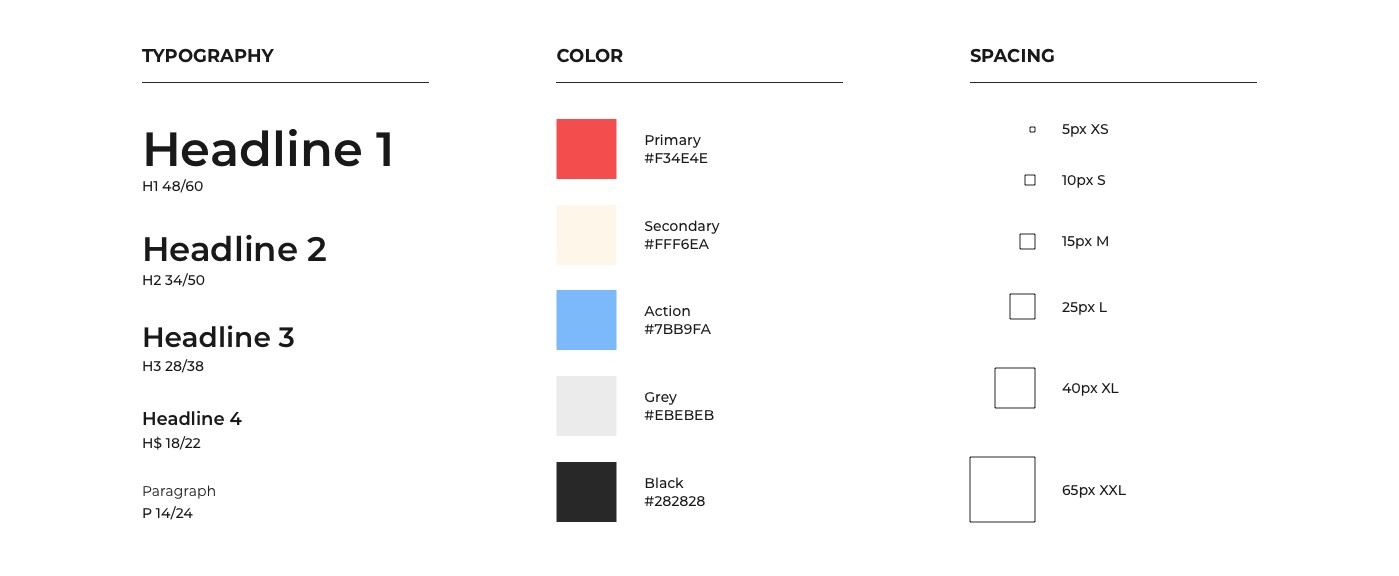 TYPOGRAPHY
Headline 1
H1 48/60
Headline 2
H2 34/50
Headline 3
H3 28/38
Headline 4
H$ 18/22
Paragraph
P 14/24
COLOR
Primary
#F34E4E
Secondary
#FFF6EA
Action
#7BB9FA
Grey
#EBEBEB
Black
#282828
SPACING
5px XS
10px S
15px M
25px L
40px XL
65px XXL